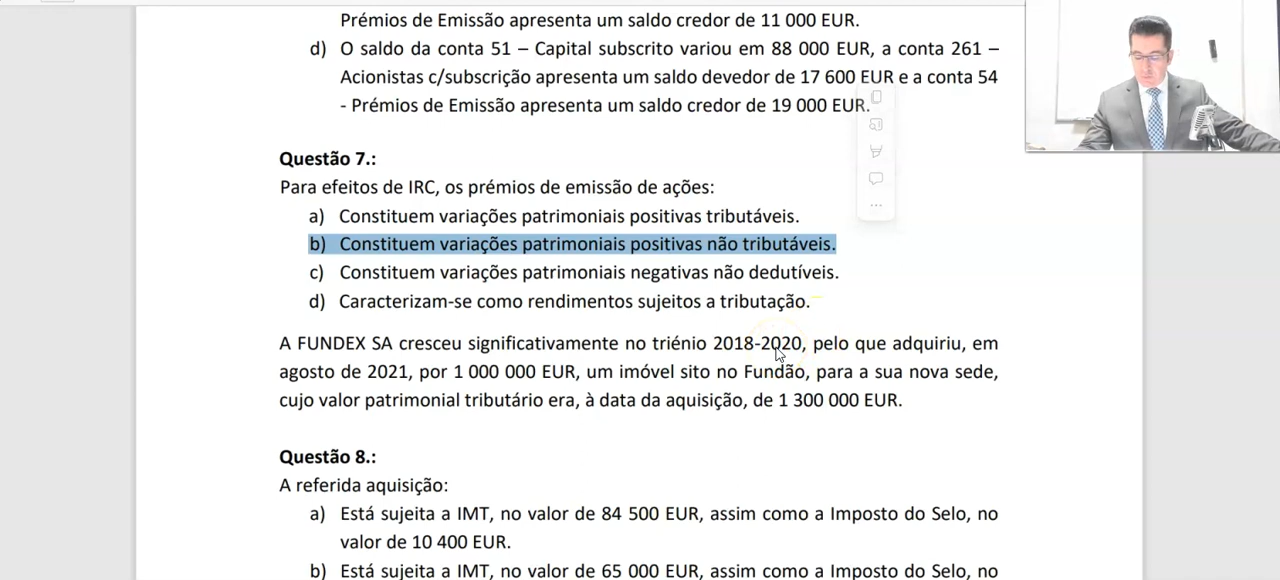 Prémios de Emissão apresenta um saldo credor de 11 000 EUR.
d) O saldo da conta 51 – Capital subscrito variou em 88 000 EUR, a conta 261 –
Acionistas c/subscrição apresenta um saldo devedor de 17 600 EUR e a conta 54
- Prémios de Emissão apresenta um saldo credor de 19 000 EUR.
Questão 7.:
Para efeitos de IRC, os prémios de emissão de ações:
a) Constituem variações patrimoniais positivas tributáveis.
b) Constituem variações patrimoniais positivas não tributáveis.
c) Constituem variações patrimoniais negativas não dedutíveis.
d) Caracterizam-se como rendimentos sujeitos a tributação.
A FUNDEX SA cresceu significativamente no triénio 2018-2020, pelo que adquiriu, em
agosto de 2021, por 1 000 000 EUR, um imóvel sito no Fundão, para a sua nova sede,
cujo valor patrimonial tributário era, à data da aquisição, de 1 300 000 EUR.
Questão 8.:
A referida aquisição:
a) Está sujeita a IMT, no valor de 84 500 EUR, assim como a Imposto do Selo, no
valor de 10 400 EUR.
b) Está sujeita a IMT, no valor de 65 000 EUR, assim como a Imposto do Selo, no